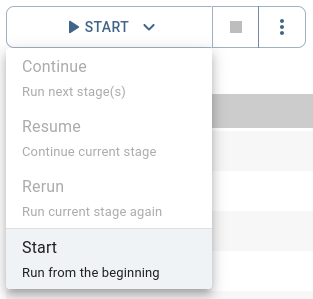 START
Continue
Run next stage(s)
Resume
Continue current stage
Rerun
Run current stage again
Start
Run from the beginning